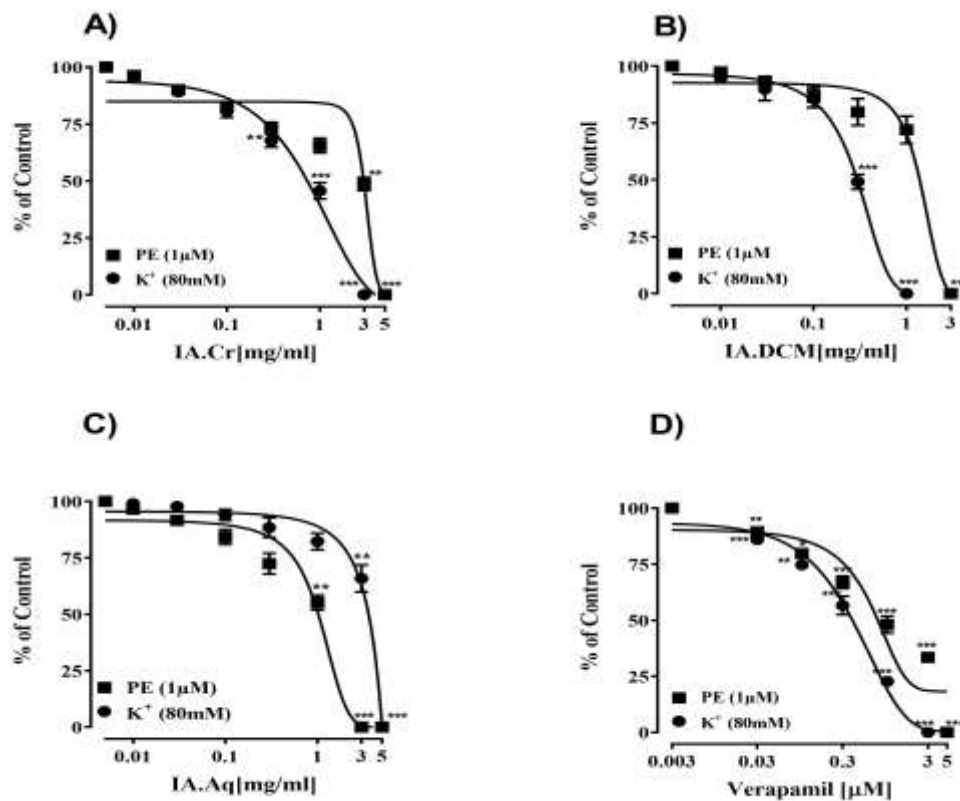 A)
100
75
50
25
0
% of Control
** 
***
**
***
***
PE (1µM)
K+ (80mM)
0.01 0.1 1 3 5
IA.Cr[mg/ml]
B)
100
75
50
25
0
% of Control
***
***
**
PE (1µM
K+ (80mM)
0.01 0.1 1 3
IA.DCM[mg/ml]
C)
100
75
50
25
0
% of Control
**
**
***
***
PE (1µM)
K+ (80mM)
0.01 0.1 1 3 5
IA.Aq[mg/ml]
D)
100
75
50
25
0
% of Control
**
***
*
**
***
***
***
***
***
***
***
PE (1µM)
K+ (80mM)
0.003 0.03 0.3 3 5
Verapamil [µM]